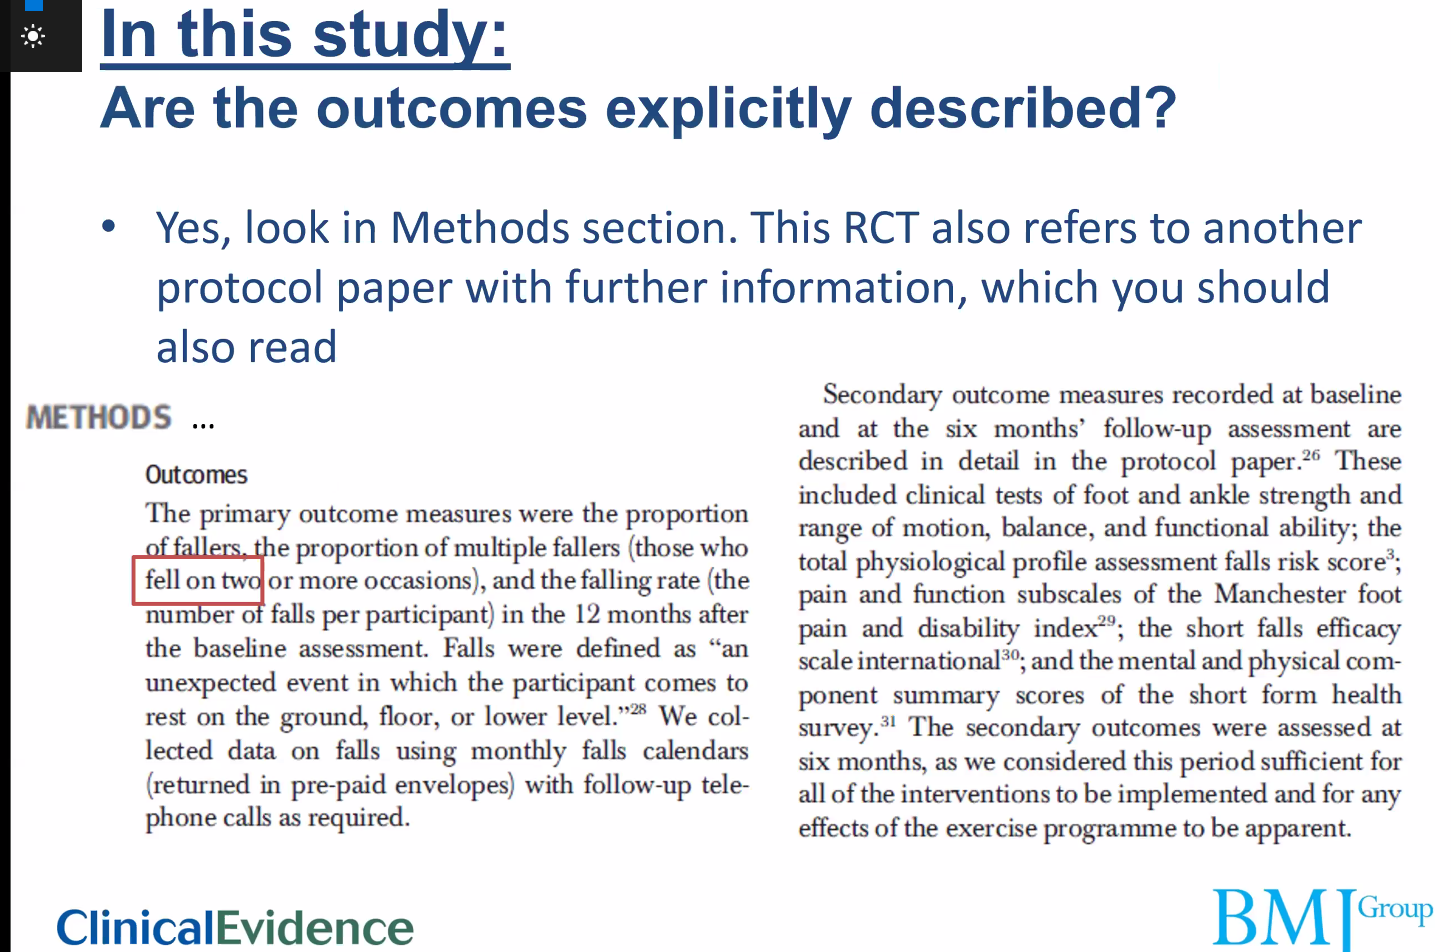 In this study:
Are the outcomes explicitly described?
• Yes, look in Methods section. This RCT also refers to another
protocol paper with further information, which you should
also read
METHODS ...
Outcomes
The primary outcome measures were the proportion
of fallers, the proportion of multiple fallers (those who
fell on two or more occasions), and the falling rate (the
number of falls per participant) in the 12 months after
the baseline assessment. Falls were defined as “an
unexpected event in which the participant comes to
rest on the ground, floor, or lower level.”28 We col-
lected data on falls using monthly falls calendars
(returned in pre-paid envelopes) with follow-up tele-
phone calls as required.
Secondary outcome measures recorded at baseline
and at the six months’ follow-up assessment are
described in detail in the protocol paper.26 These
included clinical tests of foot and ankle strength and
range of motion, balance, and functional ability; the
total physiological profile assessment falls risk score3;
pain and function subscales of the Manchester foot
pain and disability index29; the short falls efficacy
scale international30; and the mental and physical com-
ponent summary scores of the short form health
survey.31 The secondary outcomes were assessed at
six months, as we considered this period sufficient for
all of the interventions to be implemented and for any
effects of the exercise programme to be apparent.
ClinicalEvidence
BMJ Group